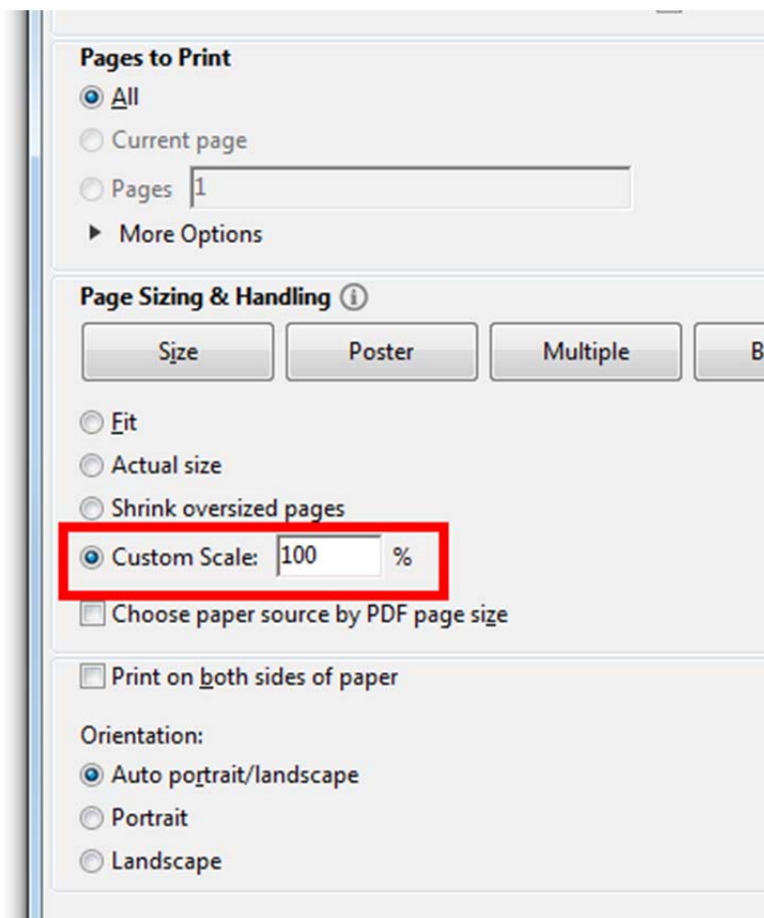 Pages to Print
All
Current page
Pages 1
More Options
Page Sizing & Handling
Size Poster Multiple
Fit
Actual size
Shrink oversized pages
Custom Scale: 100 %
Choose paper source by PDF page size
Print on both sides of paper
Orientation:
Auto portrait/landscape
Portrait
Landscape